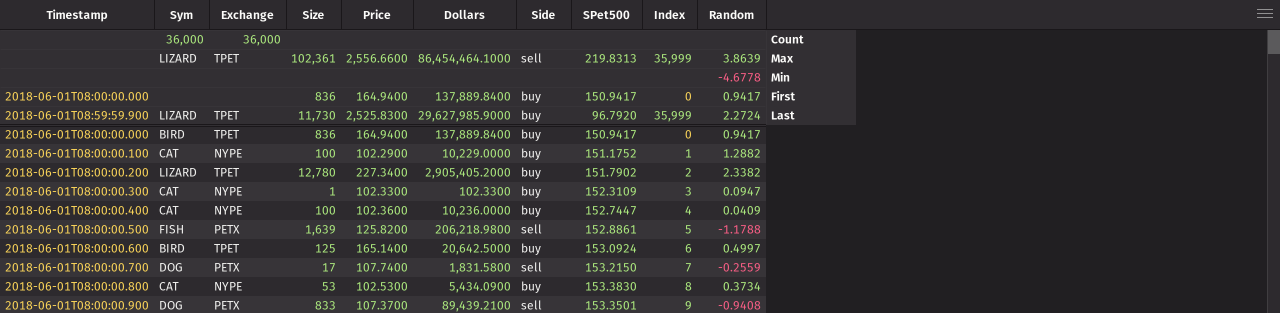 Timestamp Sym Exchange Size Price Dollars Side SPet500 Index Random
36,000 36,000 Count
LIZARD TPET 102,361 2,556.6600 86,454,464.1000 sell 219.8313 35,999 3.8639 Max
-4.6778 Min
2018-06-01T08:00:00.000 836 164.9400 137,889.8400 buy 150.9417 0 0.9417 First
2018-06-01T08:59:59.900 LIZARD TPET 11,730 2,525.8300 29,627,985.9000 buy 96.7920 35,999 2.2724 Last
2018-06-01T08:00:00.000 BIRD TPET 836 164.9400 137,889.8400 buy 150.9417 0 0.9417
2018-06-01T08:00:00.100 CAT NYPE 100 102.2900 10,229.0000 buy 151.1752 1 1.2882
2018-06-01T08:00:00.200 LIZARD TPET 12,780 227.3400 2,905,405.2000 buy 151.7902 2 2.3382
2018-06-01T08:00:00.300 CAT NYPE 1 102.3300 102.3300 buy 152.3109 3 0.0947
2018-06-01T08:00:00.400 CAT NYPE 100 102.3600 10,236.0000 buy 152.7447 4 0.0409
2018-06-01T08:00:00.500 FISH PETX 1,639 125.8200 206,218.9800 sell 152.8861 5 -1.1788
2018-06-01T08:00:00.600 BIRD TPET 125 165.1400 20,642.5000 buy 153.0924 6 0.4997
2018-06-01T08:00:00.700 DOG PETX 17 107.7400 1,831.5800 sell 153.2150 7 -0.2559
2018-06-01T08:00:00.800 CAT NYPE 53 102.5300 5,434.0900 buy 153.3830 8 0.3734
2018-06-01T08:00:00.900 DOG PETX 833 107.3700 89,439.2100 sell 153.3501 9 -0.9408